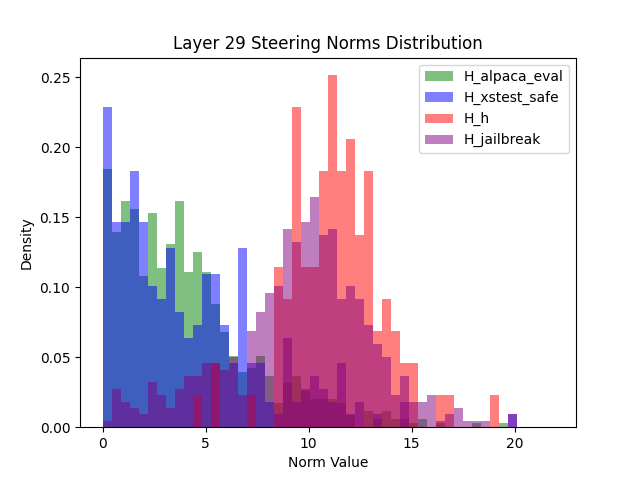 Layer 29 Steering Norms Distribution
H_alpaca_eval
H_xstest_safe
H_h
H_jailbreak
0.25
0.20
0.15
0.10
0.05
0.00
Density
0
5
10
15
20
Norm Value